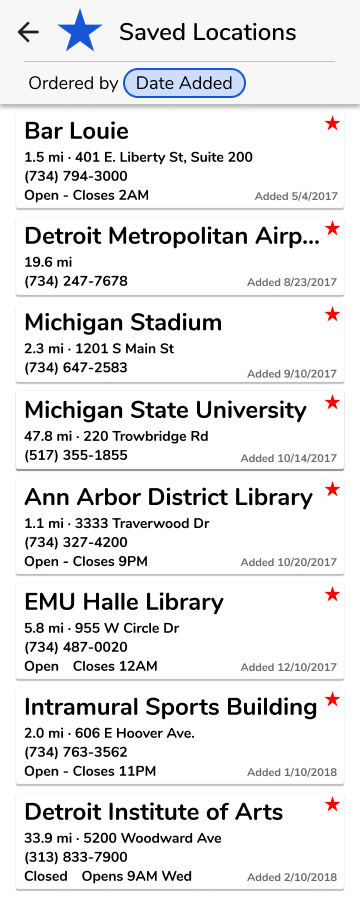 Saved Locations
Ordered by Date Added
Bar Louie
1.5 mi · 401 E. Liberty St, Suite 200
(734) 794-3000
Open - Closes 2AM
Added 5/4/2017
Detroit Metropolitan Airp...
19.6 mi
(734) 247-7678
Added 8/23/2017
Michigan Stadium
2.3 mi · 1201 S Main St
(734) 647-2583
Added 9/10/2017
Michigan State University
47.8 mi · 220 Trowbridge Rd
(517) 355-1855
Added 10/14/2017
Ann Arbor District Library
1.1 mi · 3333 Traverwood Dr
(734) 327-4200
Open - Closes 9PM
Added 10/20/2017
EMU Halle Library
5.8 mi · 955 W Circle Dr
(734) 487-0020
Open Closes 12AM
Added 12/10/2017
Intramural Sports Building
2.0 mi · 606 E Hoover Ave.
(734) 763-3562
Open - Closes 11PM
Added 1/10/2018
Detroit Institute of Arts
33.9 mi · 5200 Woodward Ave
(313) 833-7900
Closed Opens 9AM Wed
Added 2/10/2018